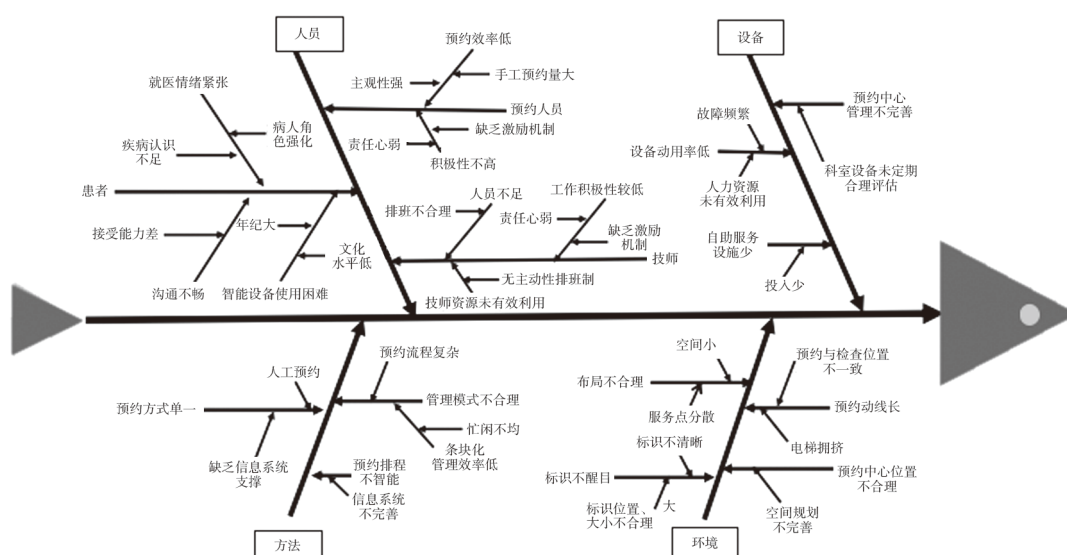 人员
设备
预约效率低
主观性强
手工预约量大
就医情绪紧张
预约人员
病人角
色强化
缺乏激励机制
疾病认识
不足
责任心弱
积极性不高
患者
人员不足
工作积极性较低
排班不合理
责任心弱
年纪大
接受能力差
缺乏激励
机制
文化
水平低
技师
无主动性排班制
沟通不畅
智能设备使用困难
技师资源未有效利用
预约中心
管理不完善
故障频繁
设备动用率低
科室设备未定期
合理评估
人力资源
未有效利用
自助服务
设施少
投入少
预约流程复杂
人工预约
预约方式单一
管理模式不合理
忙闲不均
条块化
管理效率低
缺乏信息系统
支撑
预约排程
不智能
信息系统
不完善
方法
空间小
预约与检查位置
不一致
布局不合理
服务点分散
预约动线长
标识不清晰
电梯拥挤
标识不醒目
预约中心位置
不合理
大
标识位置、
大小不合理
空间规划
不完善
环境